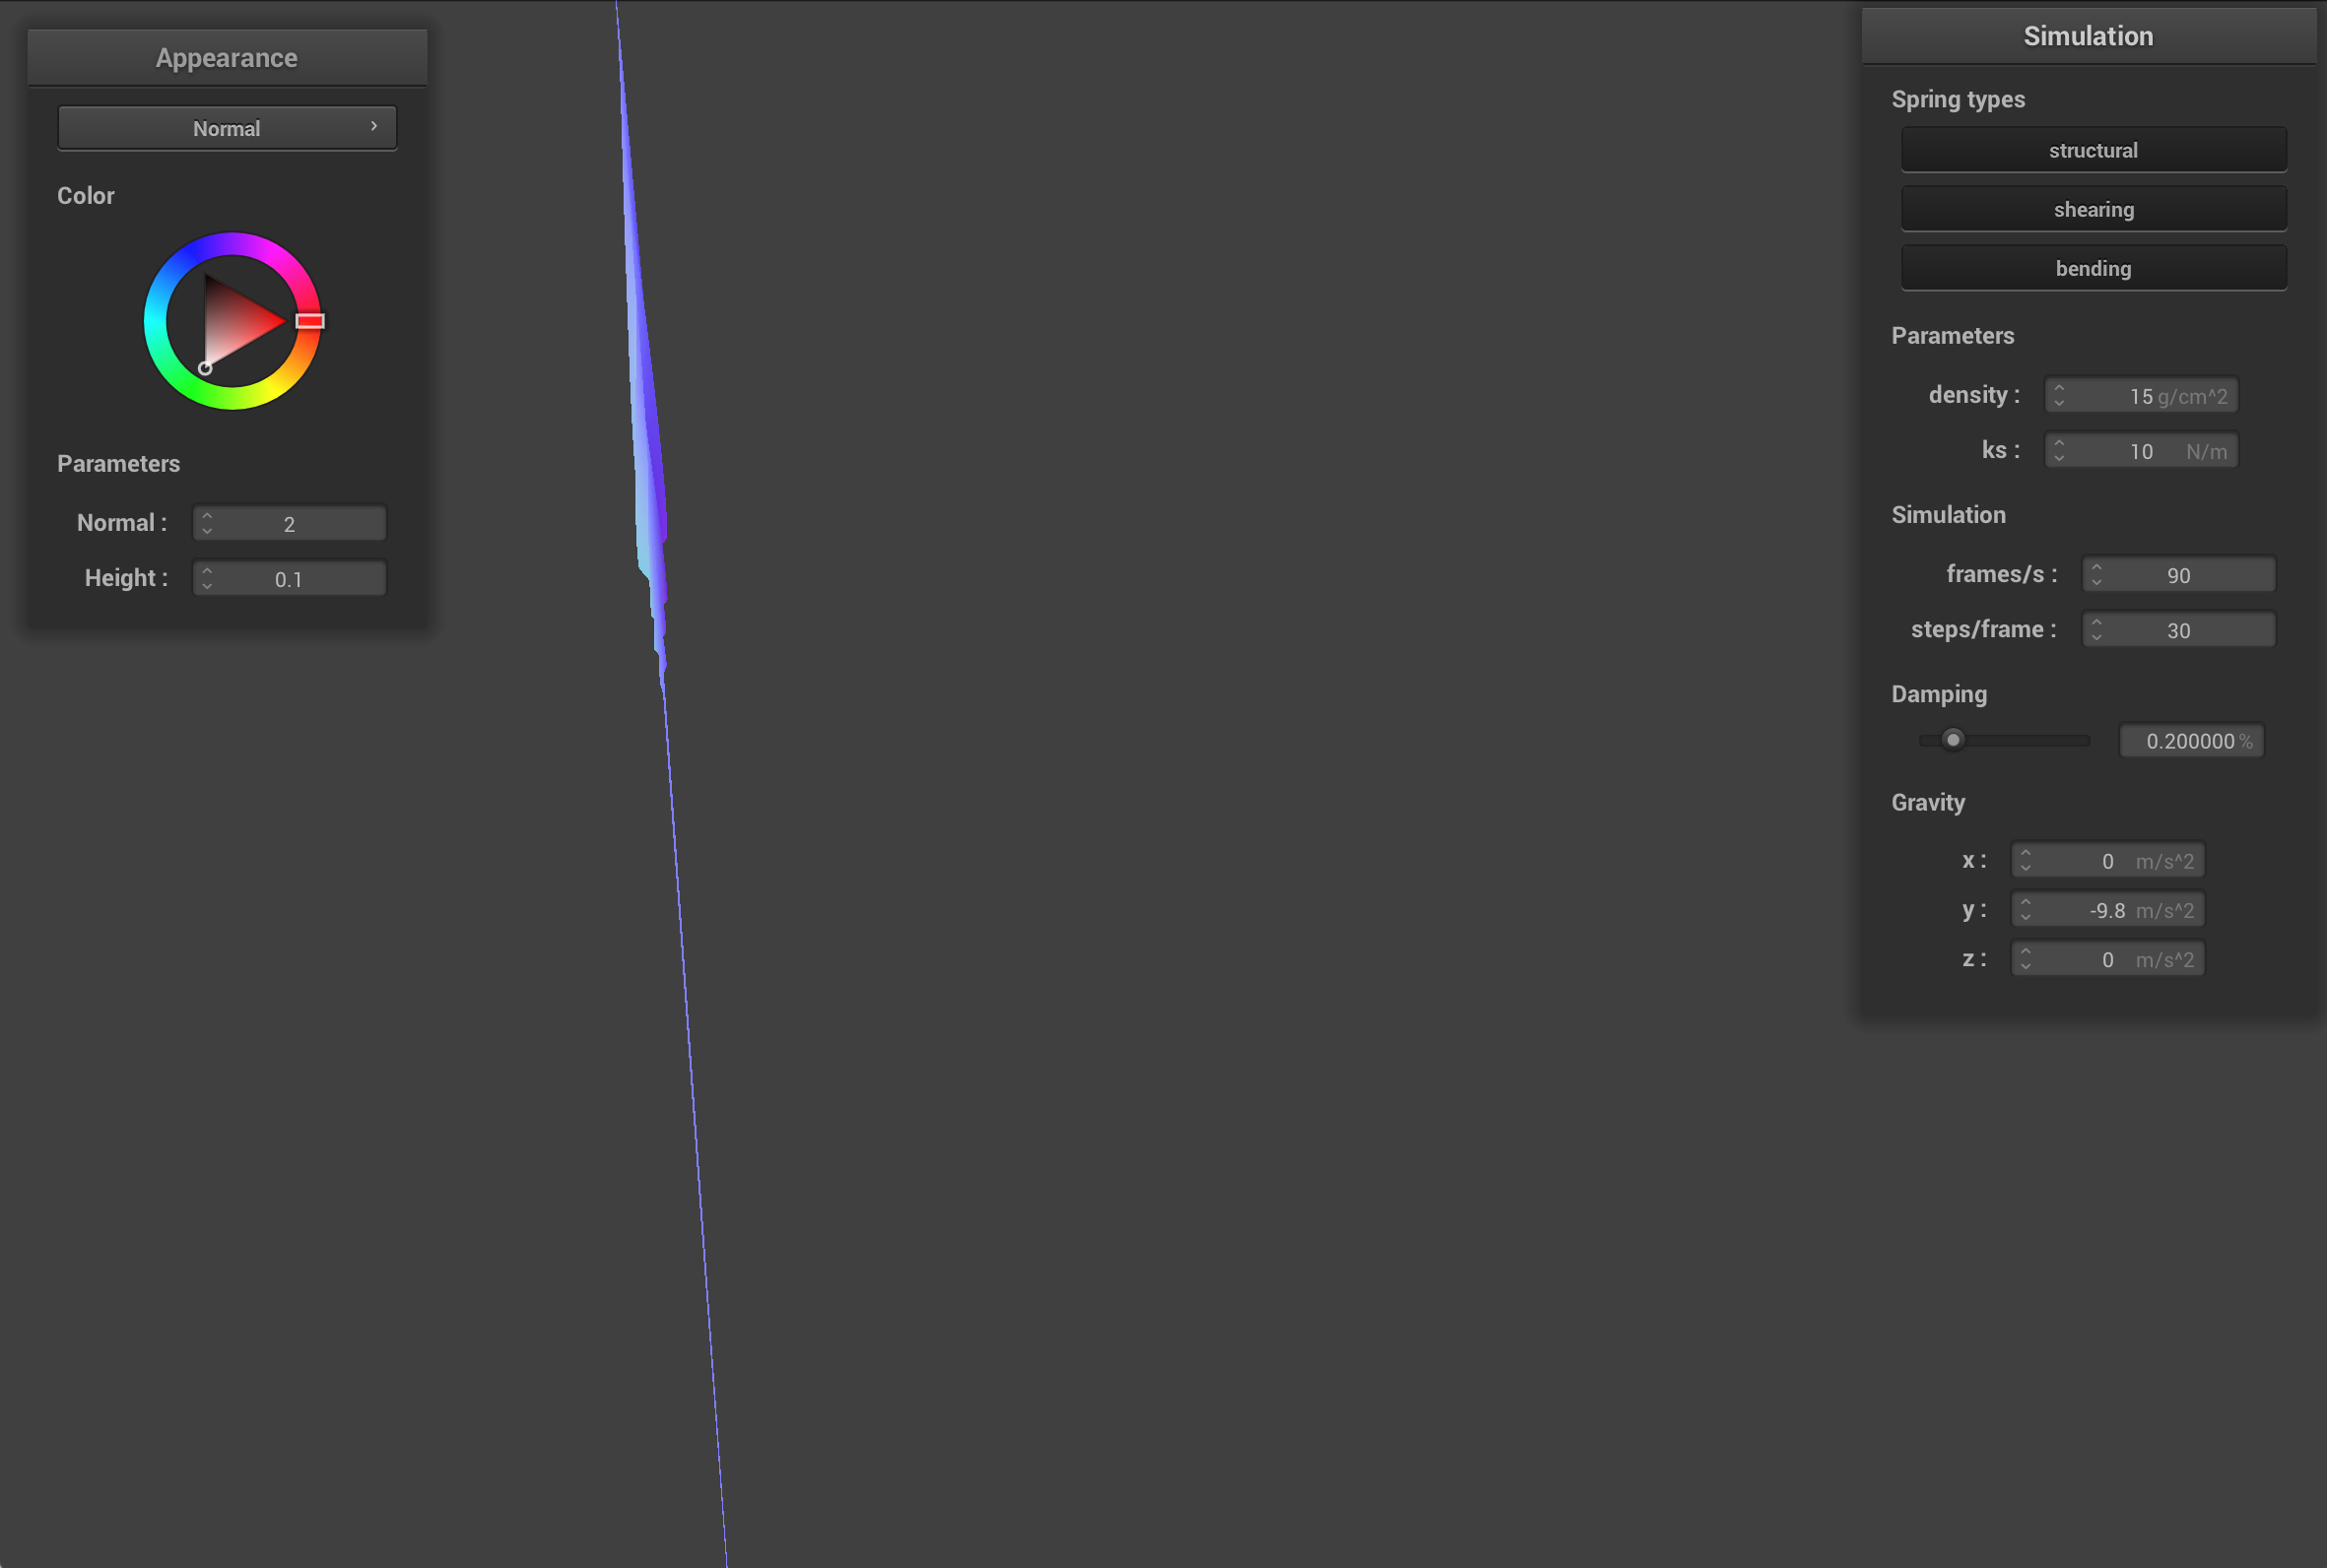 Appearance
Normal
Color
Parameters
Normal : 2
Height : 0.1
Simulation
Spring types
structural
shearing
bending
Parameters
density : 15 g/cm^2
ks : 10 N/m
Simulation
frames/s : 90
steps/frame : 30
Damping
0.200000 %
Gravity
x : 0 m/s^2
y : -9.8 m/s^2
z : 0 m/s^2